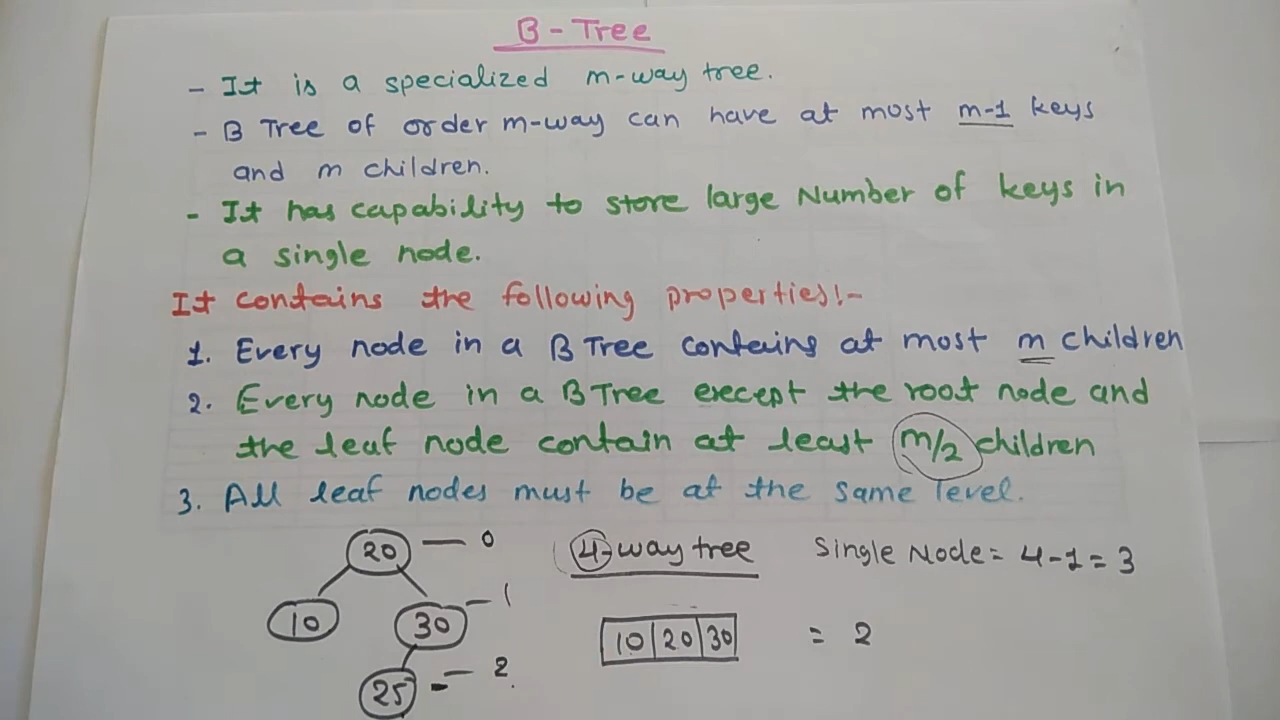 B-Tree
- It is a specialized m-way tree.
- B Tree of order m-way can have at most m-1 keys
and m children.
- It has capability to store large Number of keys in
a single node.
It contains the following properties:-
1. Every node in a B Tree contains at most m children
2. Every node in a B Tree except the root node and
the leaf node contain at least m/2 children
3. All leaf nodes must be at the same level.
20 — 0
4-way tree
Single Node = 4-1=3
10
30 — 1
10 20 30 = 2
25 - — 2